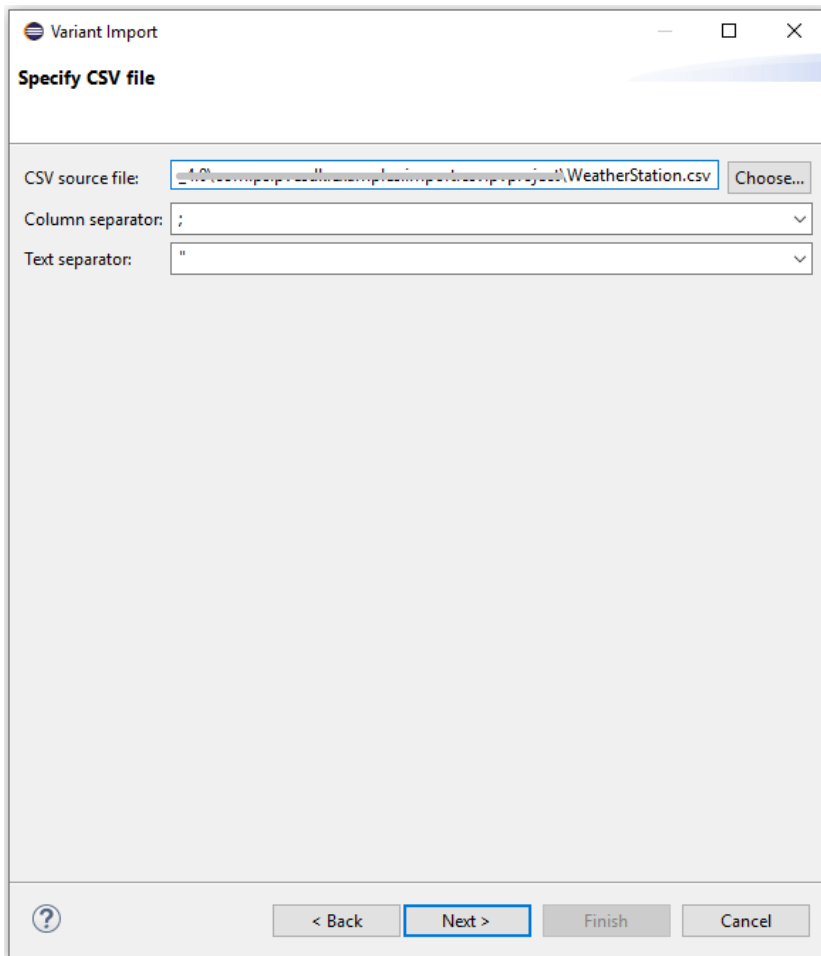 Variant Import
Specify CSV file
CSV source file: \WeatherStation.csv Choose...
Column separator: ;
Text separator: "
? < Back Next > Finish Cancel